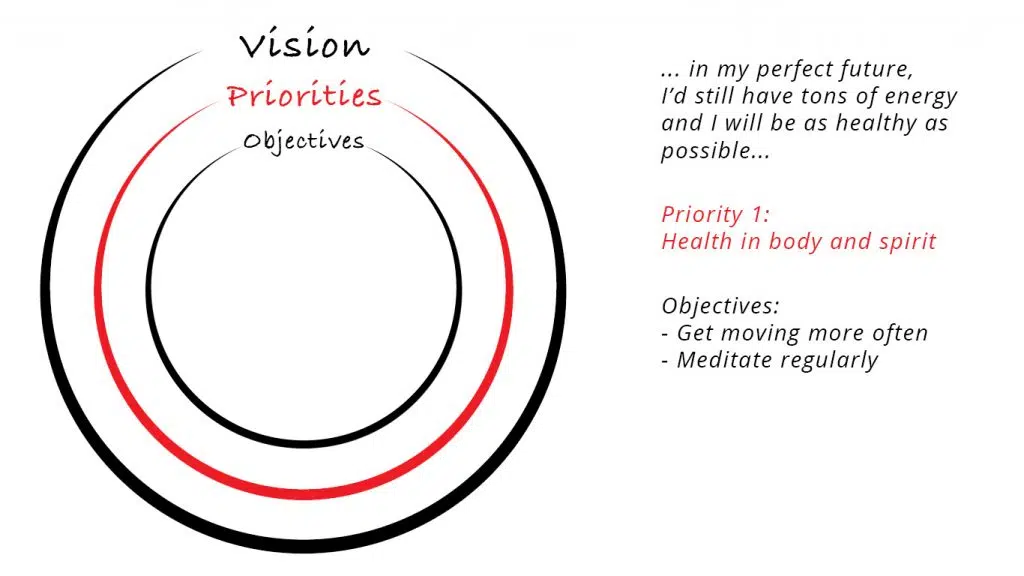 Vision
Priorities
Objectives
... in my perfect future,
I’d still have tons of energy
and I will be as healthy as
possible...
Priority 1:
Health in body and spirit
Objectives:
- Get moving more often
- Meditate regularly